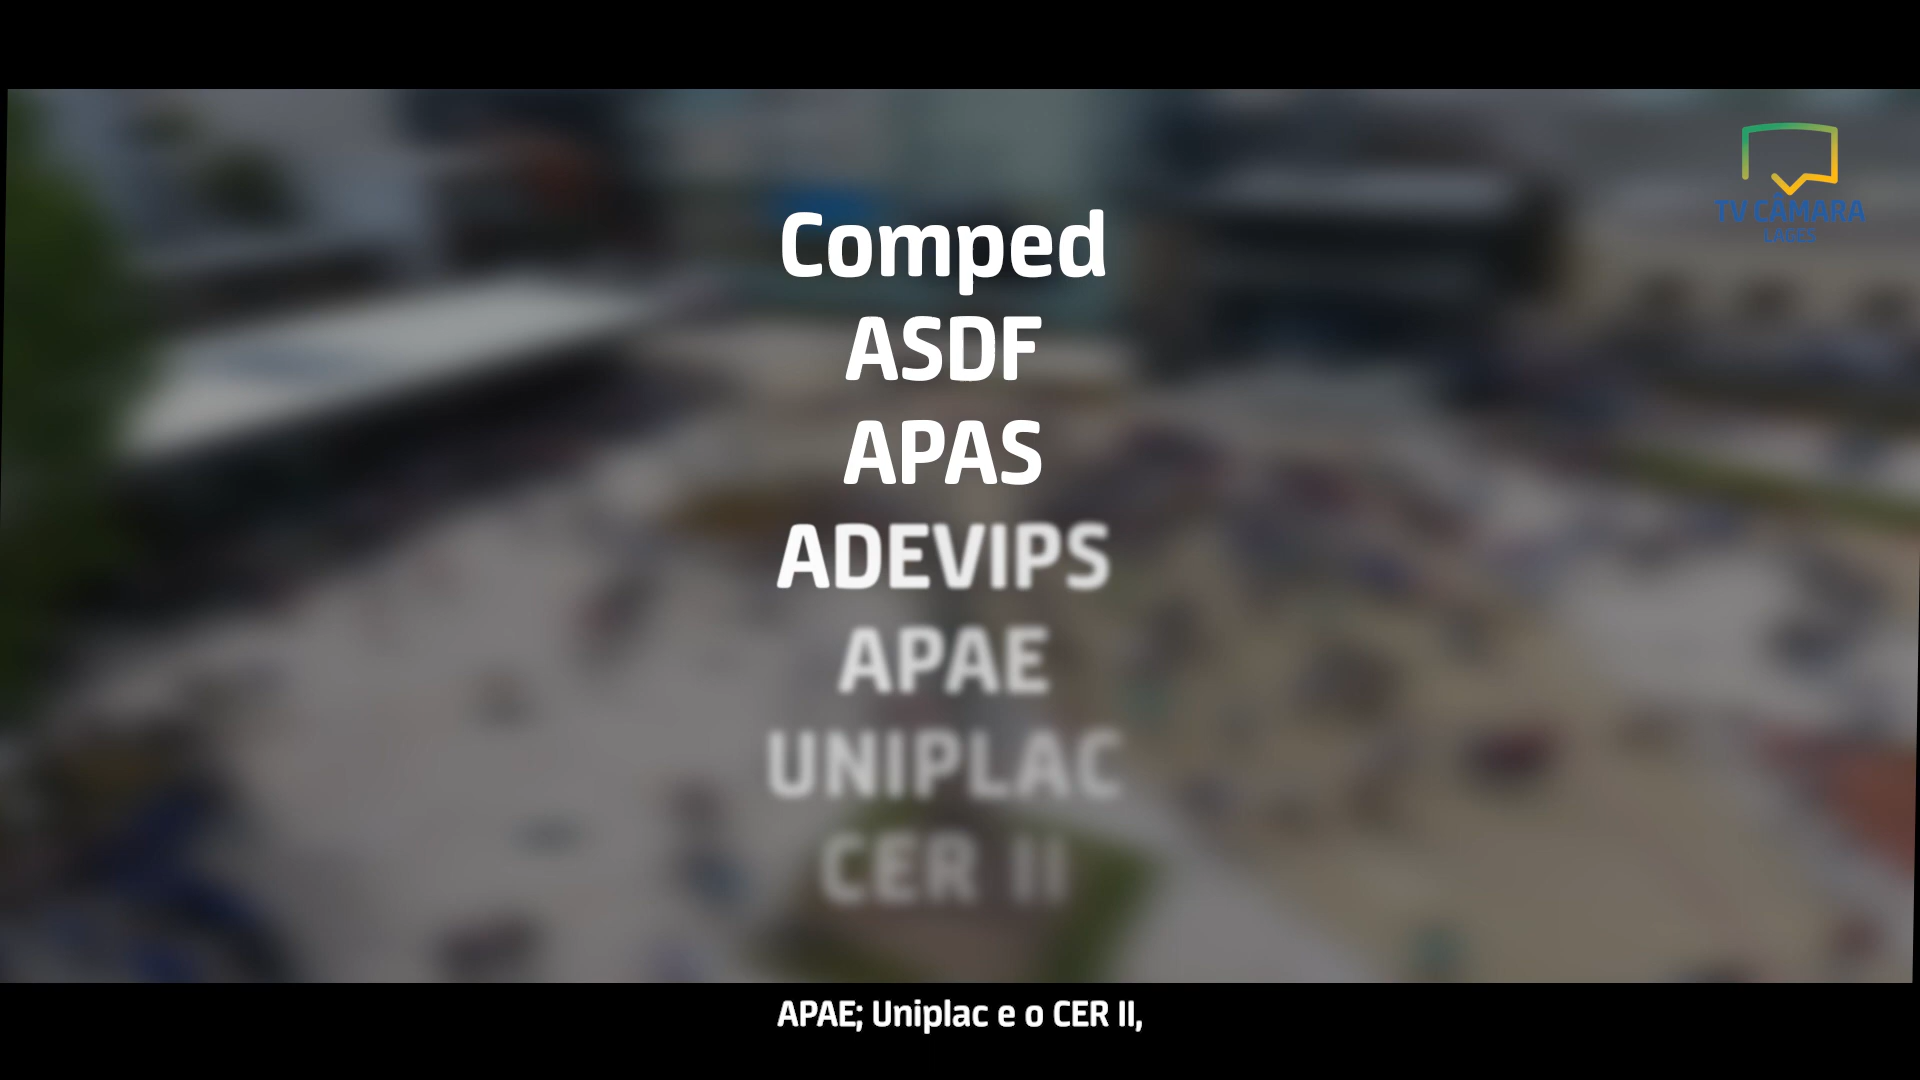 TV CÂMARA
LAGES
Comped
ASDF
APAS
ADEVIPS
APAE
UNIPLAC
CER II
APAE; Uniplac e o CER II,